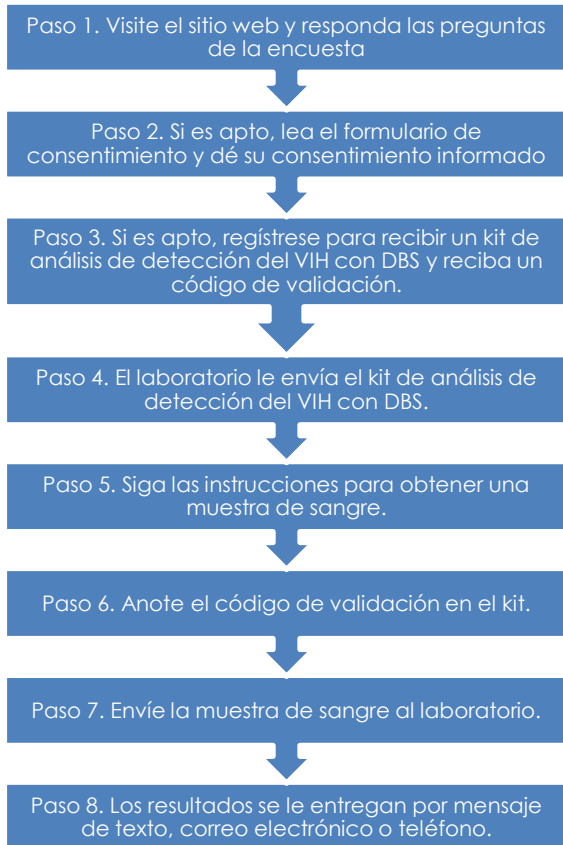 Paso 1. Visite el sitio web y responda las preguntas
de la encuesta
Paso 2. Si es apto, lea el formulario de
consentimiento y dé su consentimiento informado
Paso 3. Si es apto, regístrese para recibir un kit de
análisis de detección del VIH con DBS y reciba un
código de validación.
Paso 4. El laboratorio le envía el kit de análisis de
detección del VIH con DBS.
Paso 5. Siga las instrucciones para obtener una
muestra de sangre.
Paso 6. Anote el código de validación en el kit.
Paso 7. Envíe la muestra de sangre al laboratorio.
Paso 8. Los resultados se le entregan por mensaje
de texto, correo electrónico o teléfono.